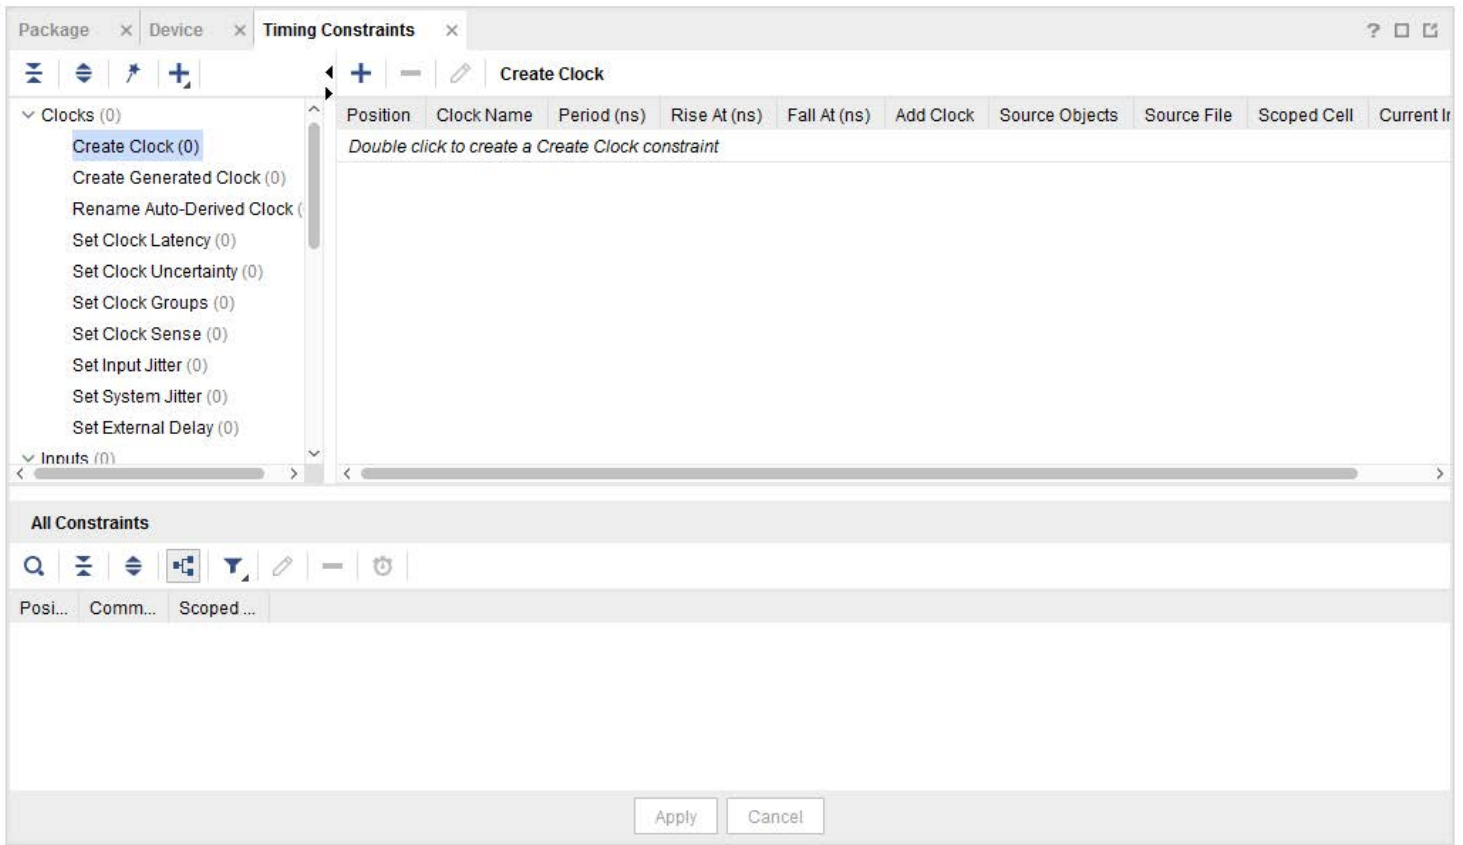 Package Device Timing Constraints
Create Clock
Clocks (0)
Create Clock (0)
Create Generated Clock (0)
Rename Auto-Derived Clock (
Set Clock Latency (0)
Set Clock Uncertainty (0)
Set Clock Groups (0)
Set Clock Sense (0)
Set Input Jitter (0)
Set System Jitter (0)
Set External Delay (0)
Inputs (0)
Position Clock Name Period (ns) Rise At (ns) Fall At (ns) Add Clock Source Objects Source File Scoped Cell Current In
Double click to create a Create Clock constraint
All Constraints
Posi... Comm... Scoped ...
Apply Cancel